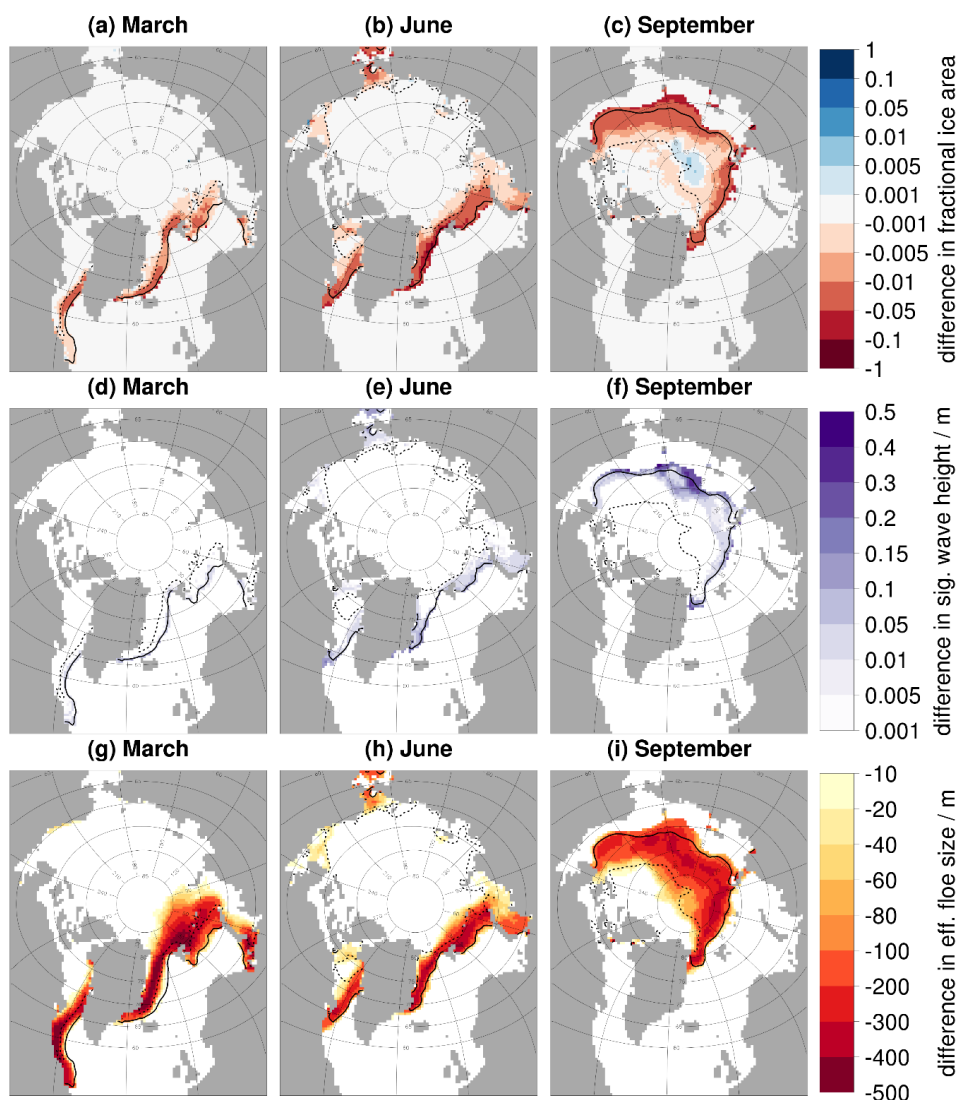 (a) March
(b) June
(c) September
1
0.1
0.05
0.01
0.005
0.001
-0.001
-0.005
-0.01
-0.05
-0.1
-1
difference in fractional ice area
(d) March
(e) June
(f) September
0.5
0.4
0.3
0.2
0.15
0.1
0.05
0.01
0.005
0.001
difference in sig. wave height / m
(g) March
(h) June
(i) September
-10
-20
-40
-60
-80
-100
-200
-300
-400
-500
difference in eff. floe size / m